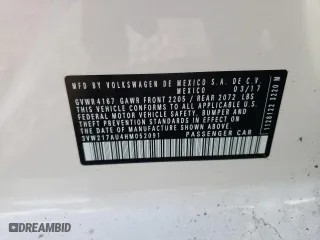 MFD BY VOLKSWAGEN DE MEXICO S.A. DE C.V.
MEXICO 03/17
GVWR 4167 GAWR FRONT 2205 / REAR 2072 LBS
THIS VEHICLE CONFORMS TO ALL APPLICABLE
FEDERAL MOTOR VEHICLE SAFETY, BUMPER, AND
THEFT PREVENTION STANDARDS IN EFFECT ON
THE DATE OF MANUFACTURE SHOWN ABOVE.
3VW217AU4HM052091
PASSENGER CAR